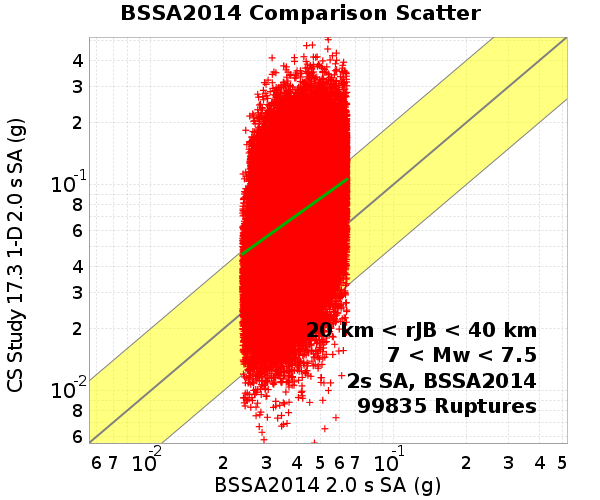 BSSA2014 Comparison Scatter
CS Study 17.3 1-D 2.0 s SA (g)
4
3
2
10-1
8
6
4
3
2
10-2
8
6
20 km < rJB < 40 km
7 < Mw < 7.5
2s SA, BSSA2014
99835 Ruptures
6 7 10-2 2 3 4 5 6 7 10-1 2 3 4 5
BSSA2014 2.0 s SA (g)